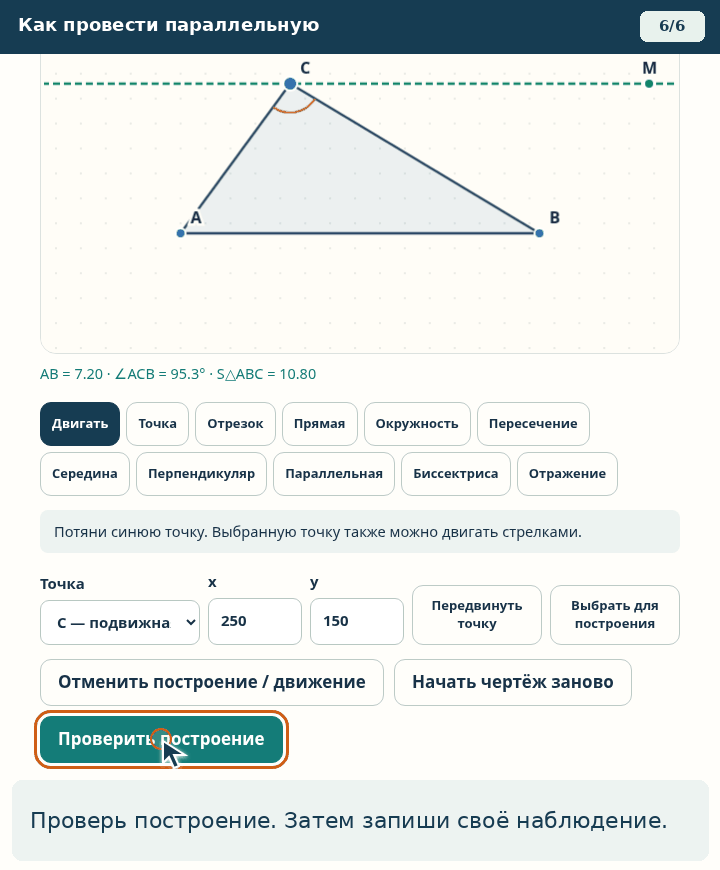 Как провести параллельную
6/6
C
M
A
B
AB = 7.20 · ∠ACB = 95.3° · S△ABC = 10.80
Двигать
Точка
Отрезок
Прямая
Окружность
Пересечение
Середина
Перпендикуляр
Параллельная
Биссектриса
Отражение
Потяни синюю точку. Выбранную точку также можно двигать стрелками.
Точка
x
y
C — подвижна
250
150
Передвинуть
точку
Выбрать для
построения
Отменить построение / движение
Начать чертёж заново
Проверить построение
Проверь построение. Затем запиши своё наблюдение.